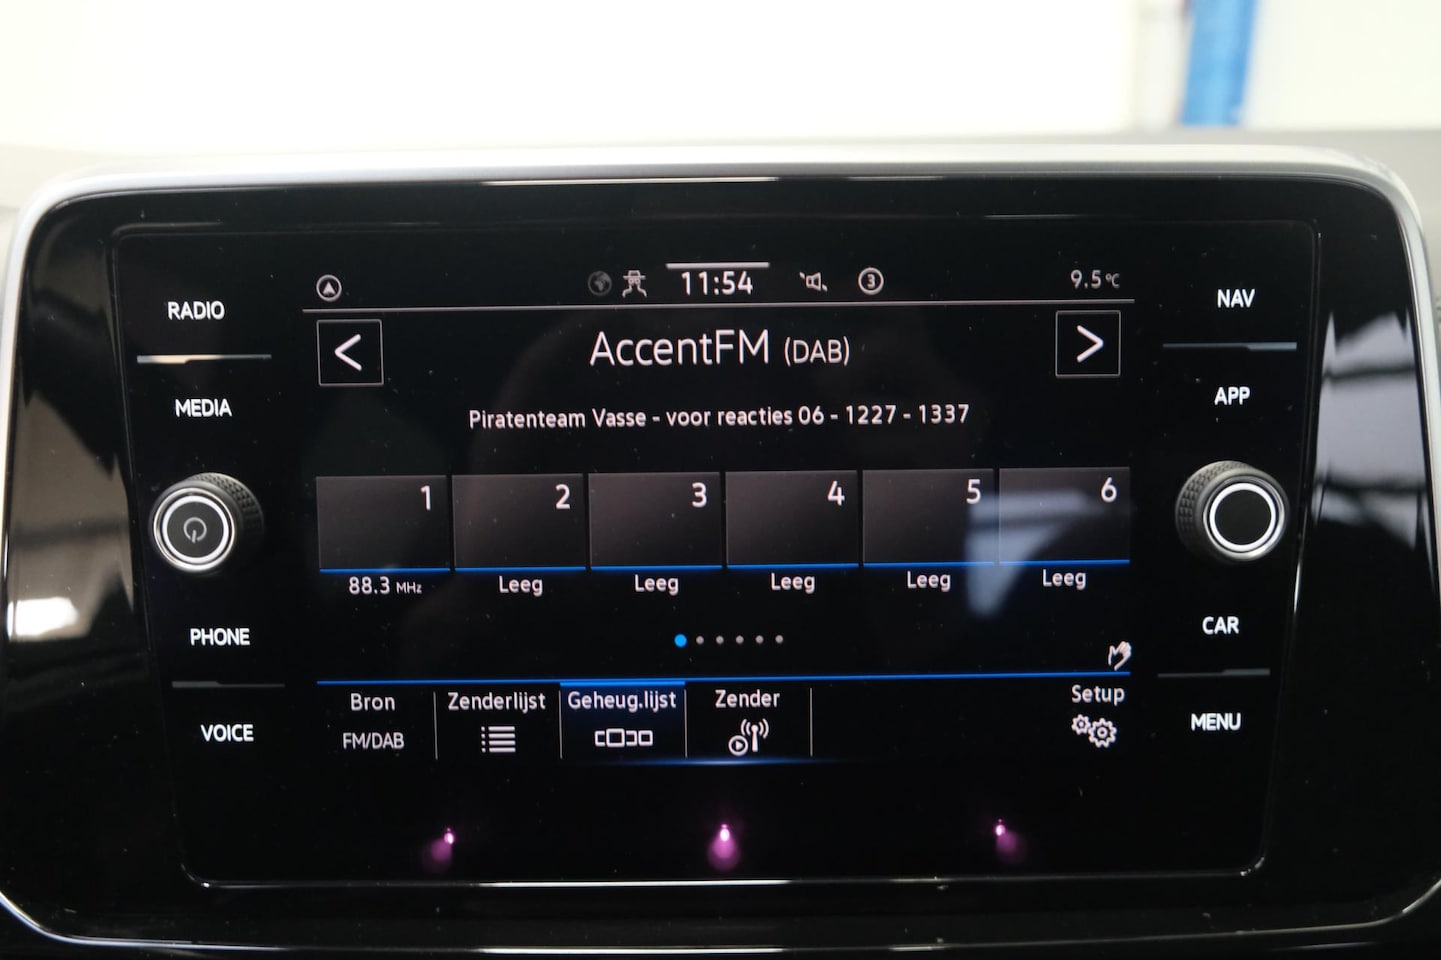 RADIO
MEDIA
PHONE
VOICE
11:54
3
9.5°C
AccentFM (DAB)
Piratenteam Vasse - voor reacties 06 - 1227 - 1337
1 2 3 4 5 6
88.3 MHz Leeg Leeg Leeg Leeg Leeg
Bron Zenderlijst Geheug.lijst Zender Setup
FM/DAB
NAV
APP
CAR
MENU